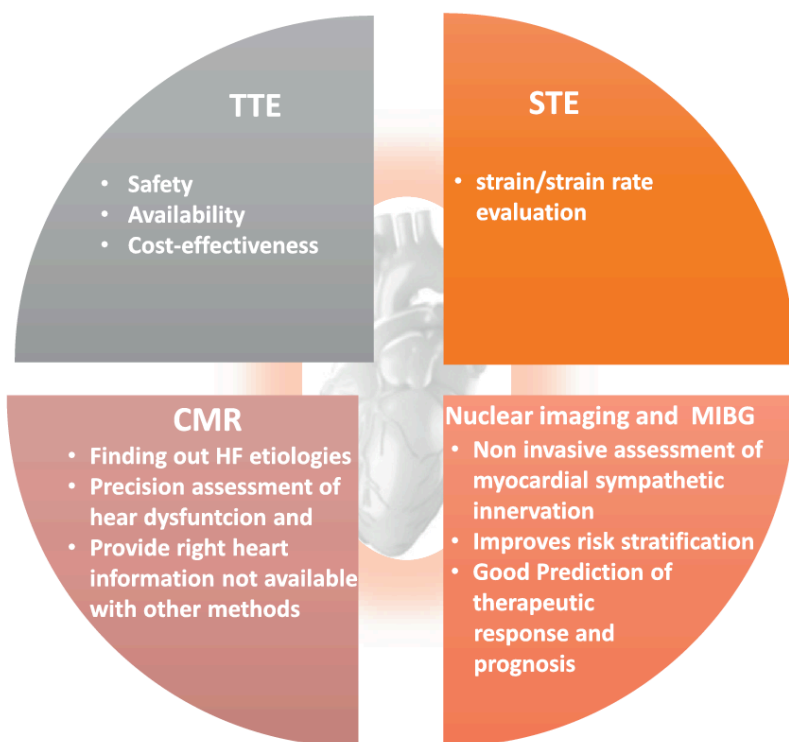 TTE
• Safety
• Availability
• Cost-effectiveness
STE
• strain/strain rate
evaluation
CMR
• Finding out HF etiologies
• Precision assessment of
hear dysfuntcion and
• Provide right heart
information not available
with other methods
Nuclear imaging and MIBG
• Non invasive assessment of
myocardial sympathetic
innervation
• Improves risk stratification
• Good Prediction of
therapeutic
response and
prognosis